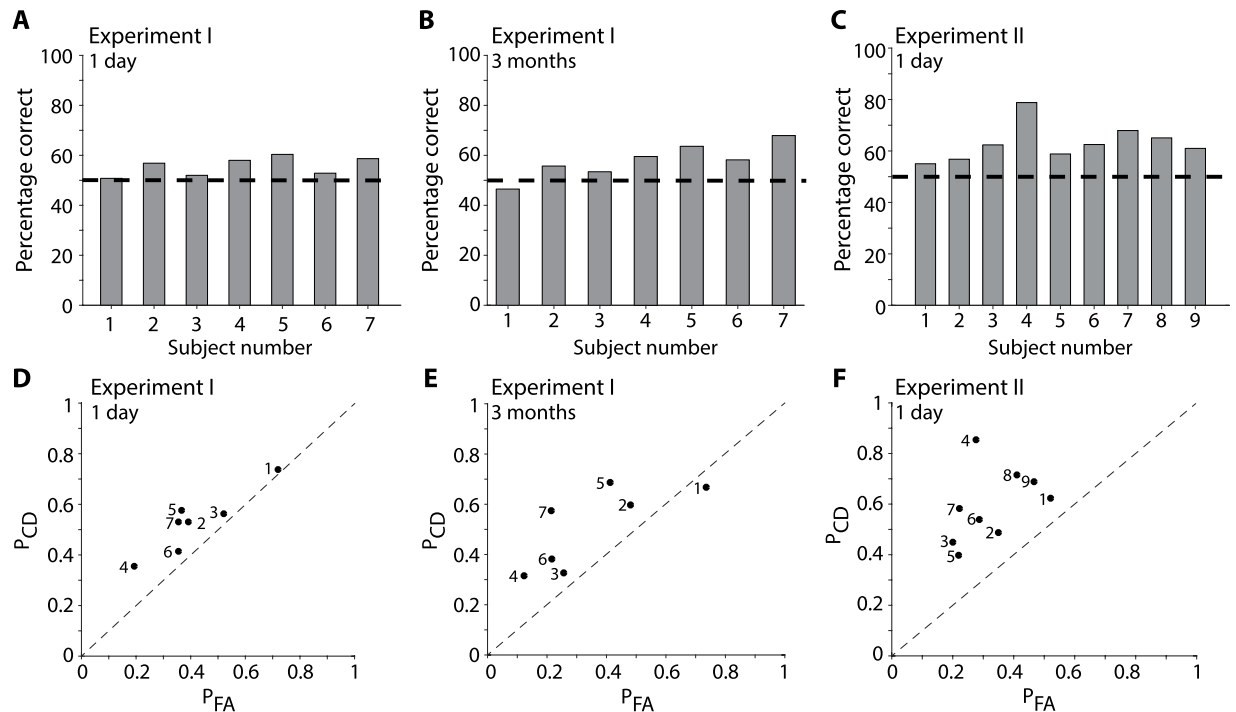 A
Experiment I
1 day
Percentage correct
100
80
60
40
20
0
1 2 3 4 5 6 7
Subject number
B
Experiment I
3 months
Percentage correct
100
80
60
40
20
0
1 2 3 4 5 6 7
Subject number
C
Experiment II
1 day
Percentage correct
100
80
60
40
20
0
1 2 3 4 5 6 7 8 9
Subject number
D
Experiment I
1 day
PCD
1
0.8
0.6
0.4
0.2
0
1
5
3
7 2
6
4
0 0.2 0.4 0.6 0.8 1
PFA
E
Experiment I
3 months
PCD
1
0.8
0.6
0.4
0.2
0
5
1
2
7
6
4 3
0 0.2 0.4 0.6 0.8 1
PFA
F
Experiment II
1 day
PCD
1
0.8
0.6
0.4
0.2
0
4
8
9
1
7
6
2
3
5
0 0.2 0.4 0.6 0.8 1
PFA